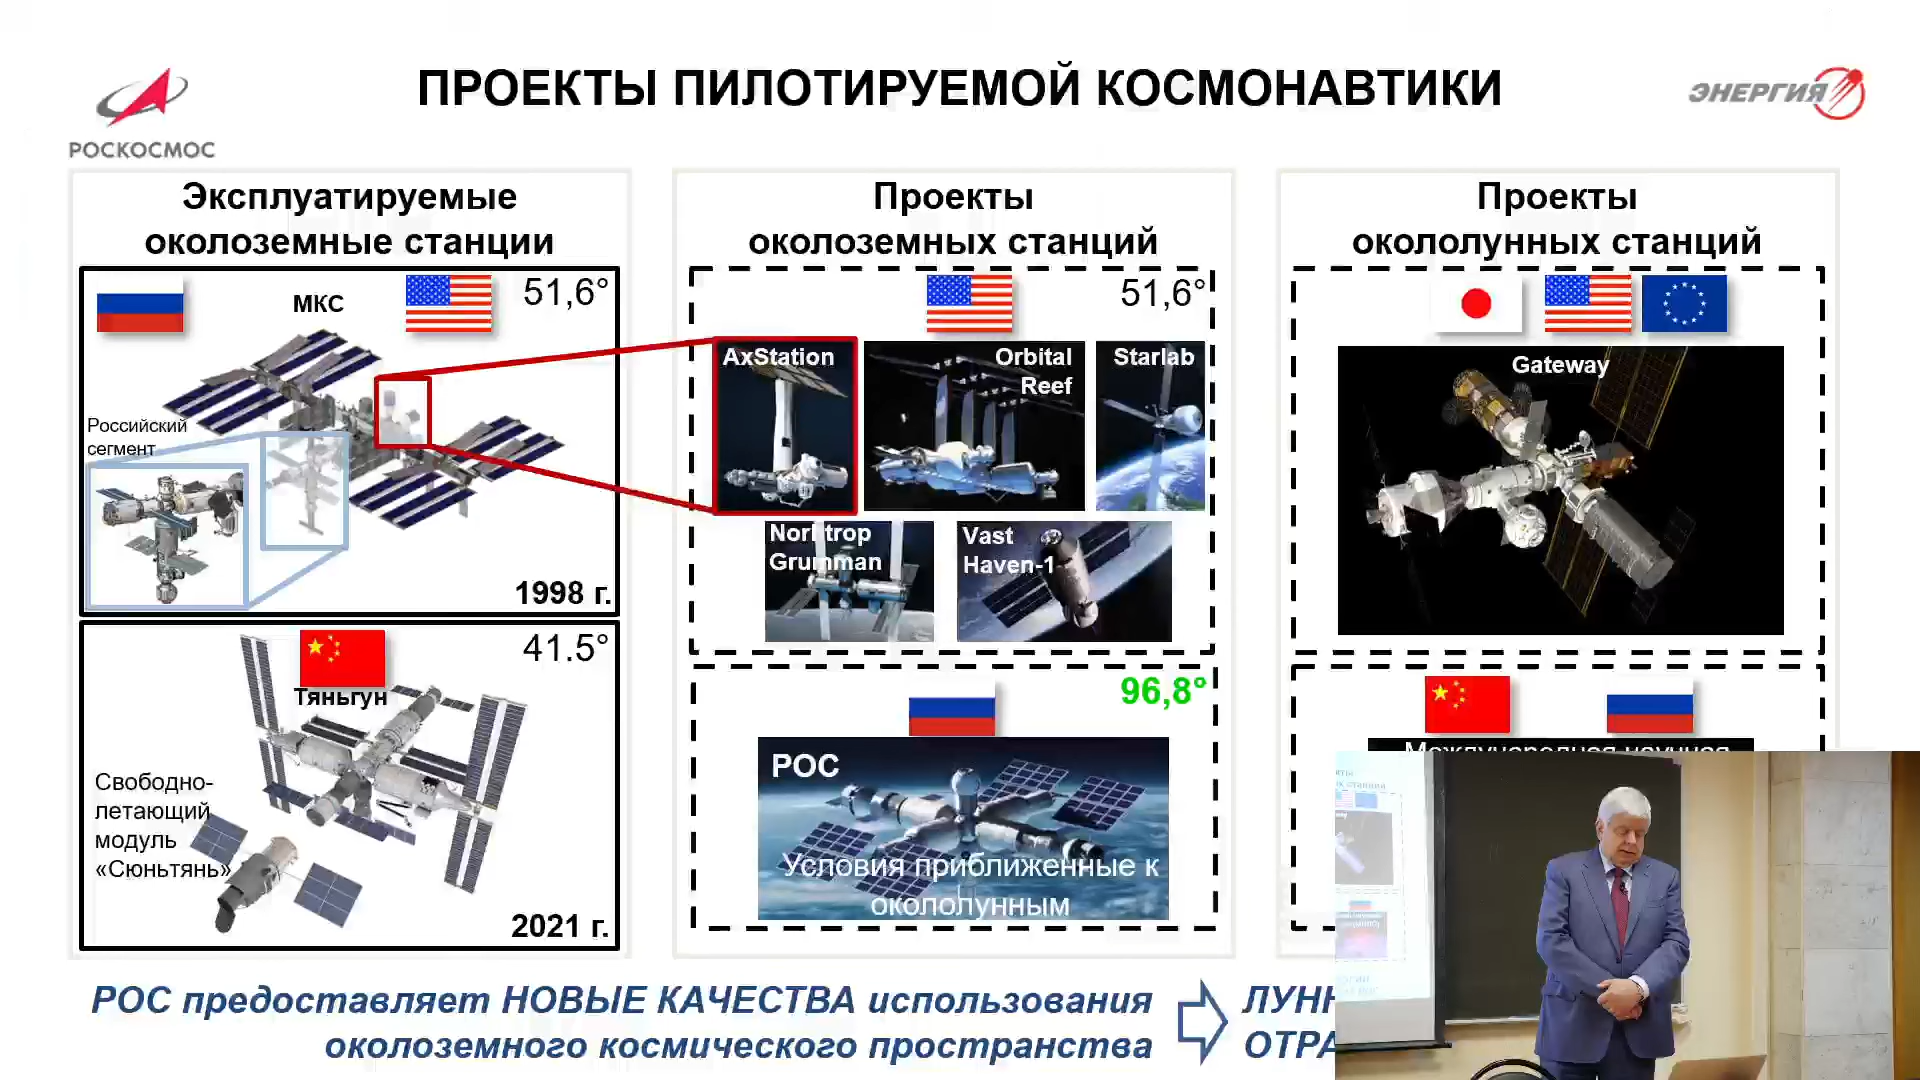 ПРОЕКТЫ ПИЛОТИРУЕМОЙ КОСМОНАВТИКИ
РОСКОСМОС
ЭНЕРГИЯ
Эксплуатируемые
околоземные станции
МКС
51,6°
Российский
сегмент
1998 г.
41.5°
Тяньгун
Свободно-
летающий
модуль
«Сюньтянь»
2021 г.
Проекты
околоземных станций
51,6°
AxStation
Orbital
Reef
Starlab
Northrop
Grumman
Vast
Haven-1
96,8°
РОС
Условия приближенные к
окололунным
Проекты
окололунных станций
Gateway
Международная научная
РОС предоставляет НОВЫЕ КАЧЕСТВА использования
околоземного космического пространства